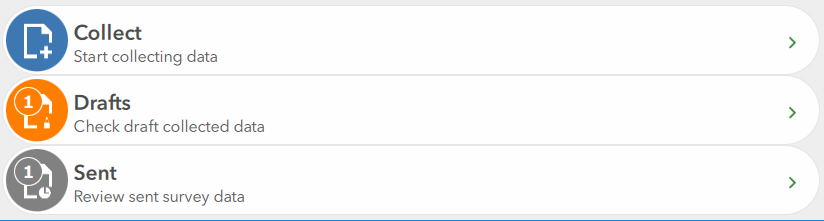 Collect
Start collecting data
1
Drafts
Check draft collected data
1
Sent
Review sent survey data